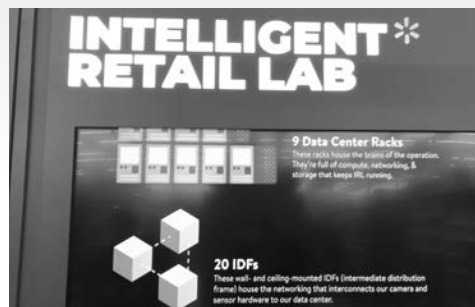 INTELLIGENT
RETAIL LAB
9 Data Center Racks
These racks house the brains of the operation.
They're full of compute, networking, &
storage that keeps IRL running.
20 IDFs
These wall- and ceiling-mounted IDFs (intermediate distribution
frame) house the networking that interconnects our camera and
sensor hardware to our data center.